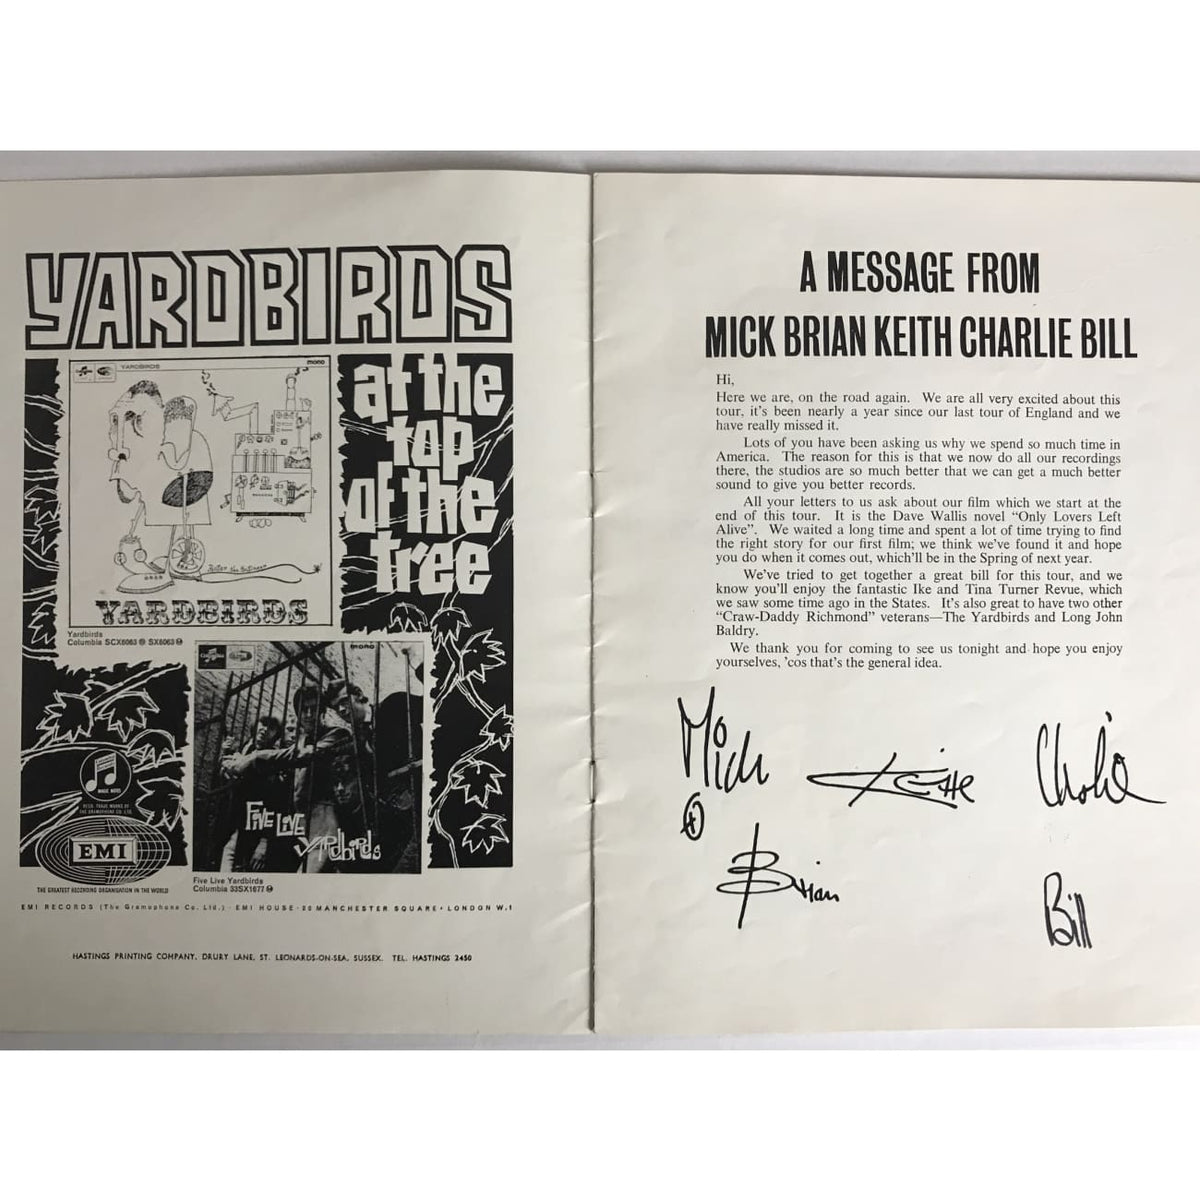 YARDBIRDS
YARDBIRDS
mono
at the
top
of the
tree
YARDBIRDS
Yardbirds
Columbia SCX6063 SX6063
mono
MAGIC NOTES
REGD. TRADE MARKS OF
THE GRAMOPHONE CO. LTD.
EMI
THE GREATEST RECORDING ORGANISATION IN THE WORLD
FIVE LIVE
YARDBIRDS
Five Live Yardbirds
Columbia 33SX1677
EMI RECORDS (The Gramophone Co. Ltd.) · EMI HOUSE · 20 MANCHESTER SQUARE · LONDON W.1
HASTINGS PRINTING COMPANY, DRURY LANE, ST. LEONARDS-ON-SEA, SUSSEX. TEL. HASTINGS 2450
A MESSAGE FROM
MICK BRIAN KEITH CHARLIE BILL
Hi,
Here we are, on the road again. We are all very excited about this
tour, it's been nearly a year since our last tour of England and we
have really missed it.
Lots of you have been asking us why we spend so much time in
America. The reason for this is that we now do all our recordings
there, the studios are so much better that we can get a much better
sound to give you better records.
All your letters to us ask about our film which we start at the
end of this tour. It is the Dave Wallis novel “Only Lovers Left
Alive”. We waited a long time and spent a lot of time trying to find
the right story for our first film; we think we've found it and hope
you do when it comes out, which'll be in the Spring of next year.
We've tried to get together a great bill for this tour, and we
know you'll enjoy the fantastic Ike and Tina Turner Revue, which
we saw some time ago in the States. It's also great to have two other
“Craw-Daddy Richmond” veterans—The Yardbirds and Long John
Baldry.
We thank you for coming to see us tonight and hope you enjoy
yourselves, 'cos that's the general idea.
Mick
Keith
Charlie
Brian
Bill